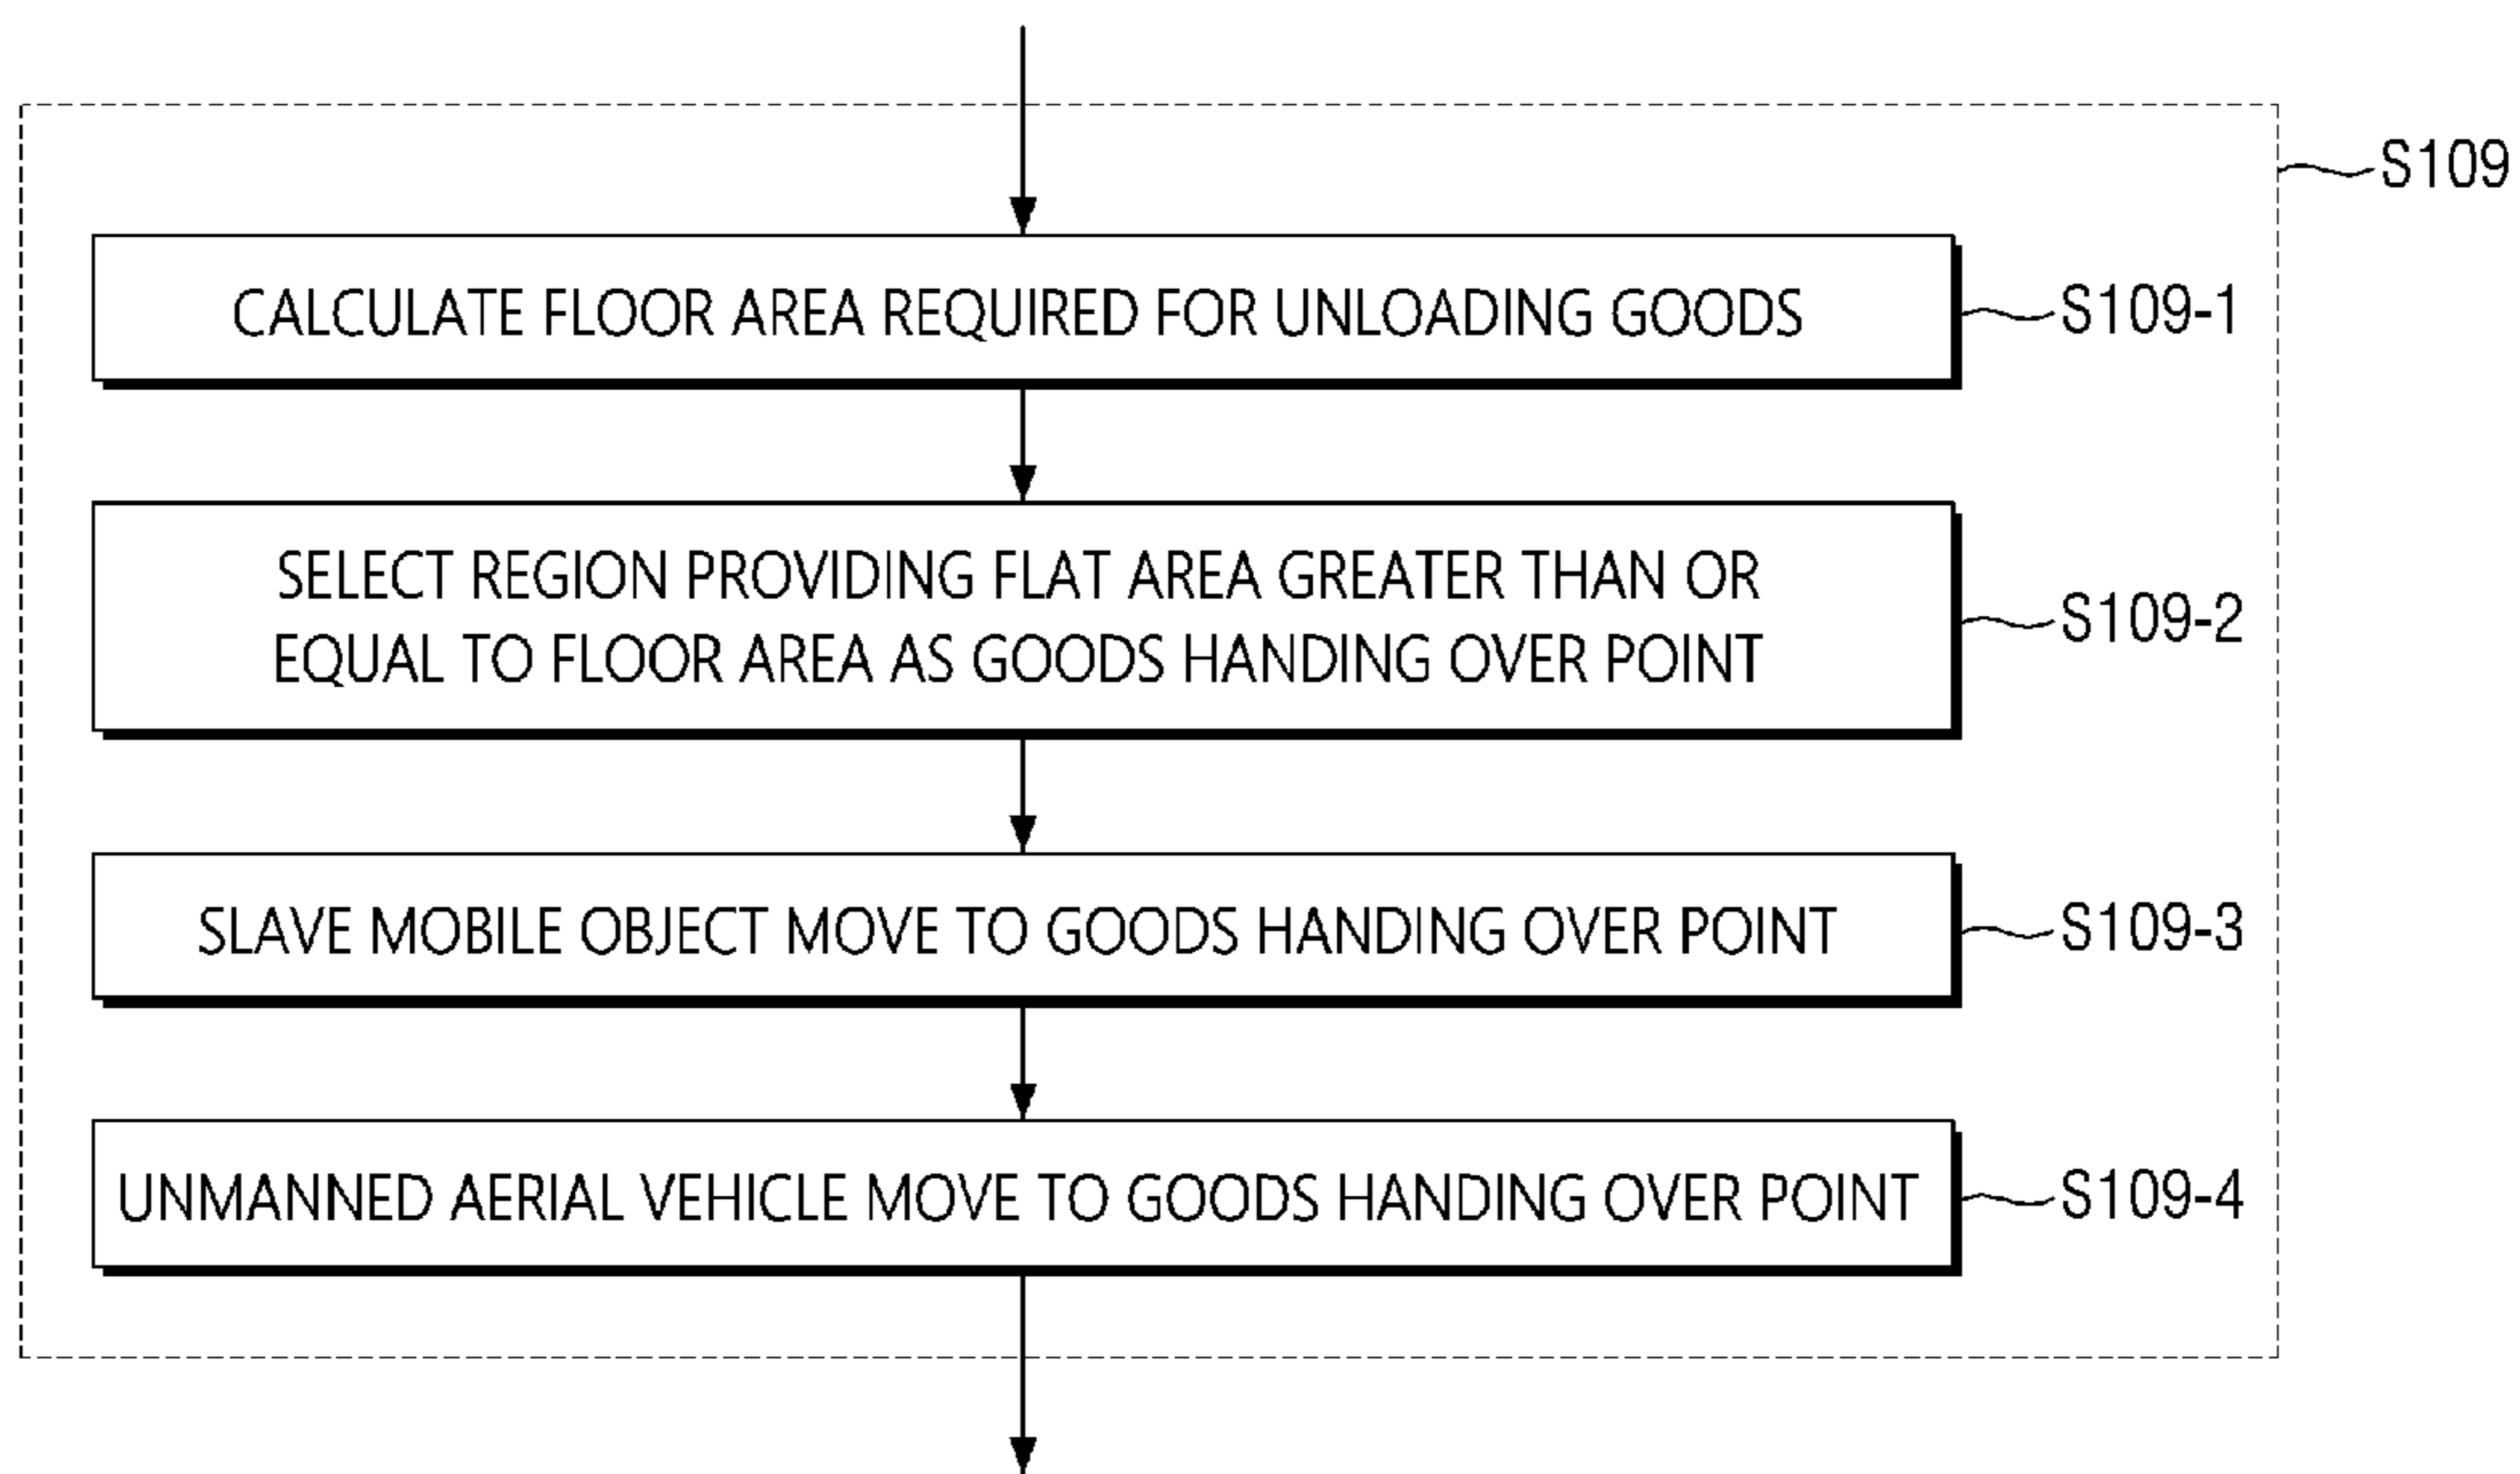 S109
CALCULATE FLOOR AREA REQUIRED FOR UNLOADING GOODS
S109-1
SELECT REGION PROVIDING FLAT AREA GREATER THAN OR
EQUAL TO FLOOR AREA AS GOODS HANDING OVER POINT
S109-2
SLAVE MOBILE OBJECT MOVE TO GOODS HANDING OVER POINT
S109-3
UNMANNED AERIAL VEHICLE MOVE TO GOODS HANDING OVER POINT
S109-4